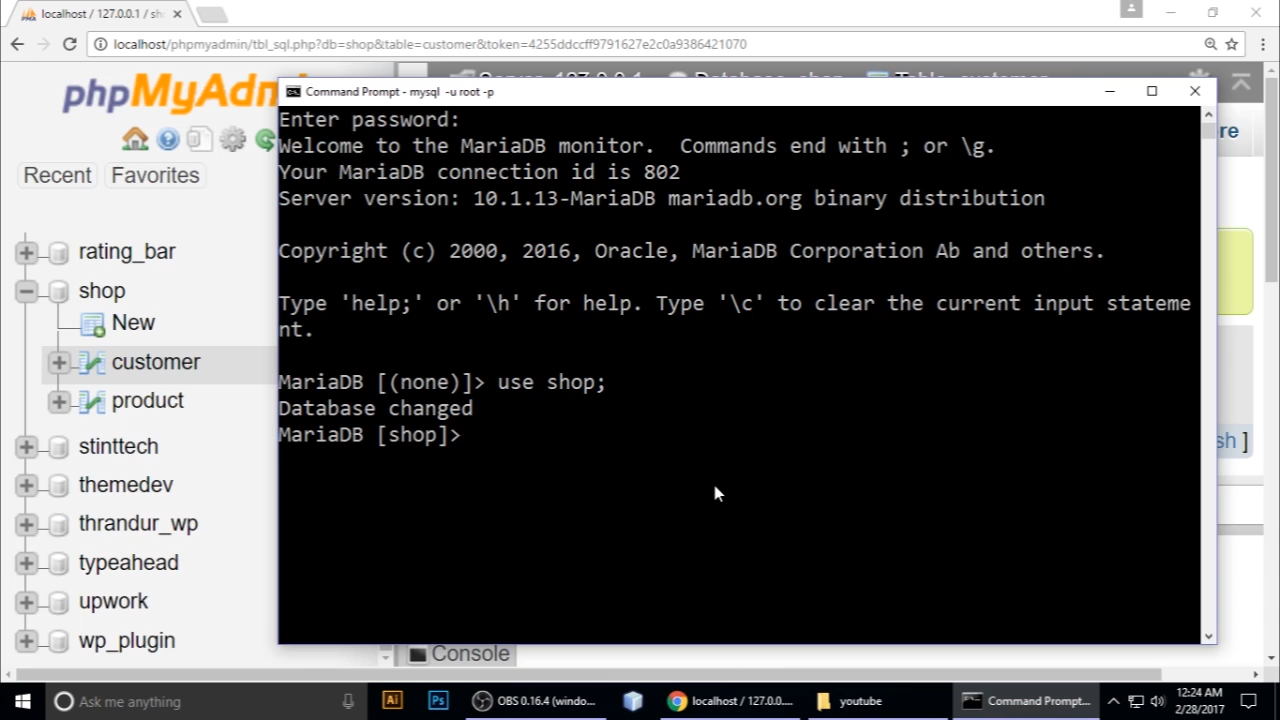 localhost / 127.0.0.1 / sho
localhost/phpmyadmin/tbl_sql.php?db=shop&table=customer&token=4255ddccff9791627e2c0a9386421070
phpMyAdm
Recent Favorites
rating_bar
shop
New
customer
product
stinttech
themedev
thrandur_wp
typeahead
upwork
wp_plugin
Command Prompt - mysql -u root -p
Enter password:
Welcome to the MariaDB monitor. Commands end with ; or \g.
Your MariaDB connection id is 802
Server version: 10.1.13-MariaDB mariadb.org binary distribution
Copyright (c) 2000, 2016, Oracle, MariaDB Corporation Ab and others.
Type 'help;' or '\h' for help. Type '\c' to clear the current input stateme
nt.
MariaDB [(none)]> use shop;
Database changed
MariaDB [shop]>
re
sh ]
Console
Ask me anything
Ai
Ps
OBS 0.16.4 (windo...
localhost / 127.0....
youtube
Command Prompt...
12:24 AM
2/28/2017